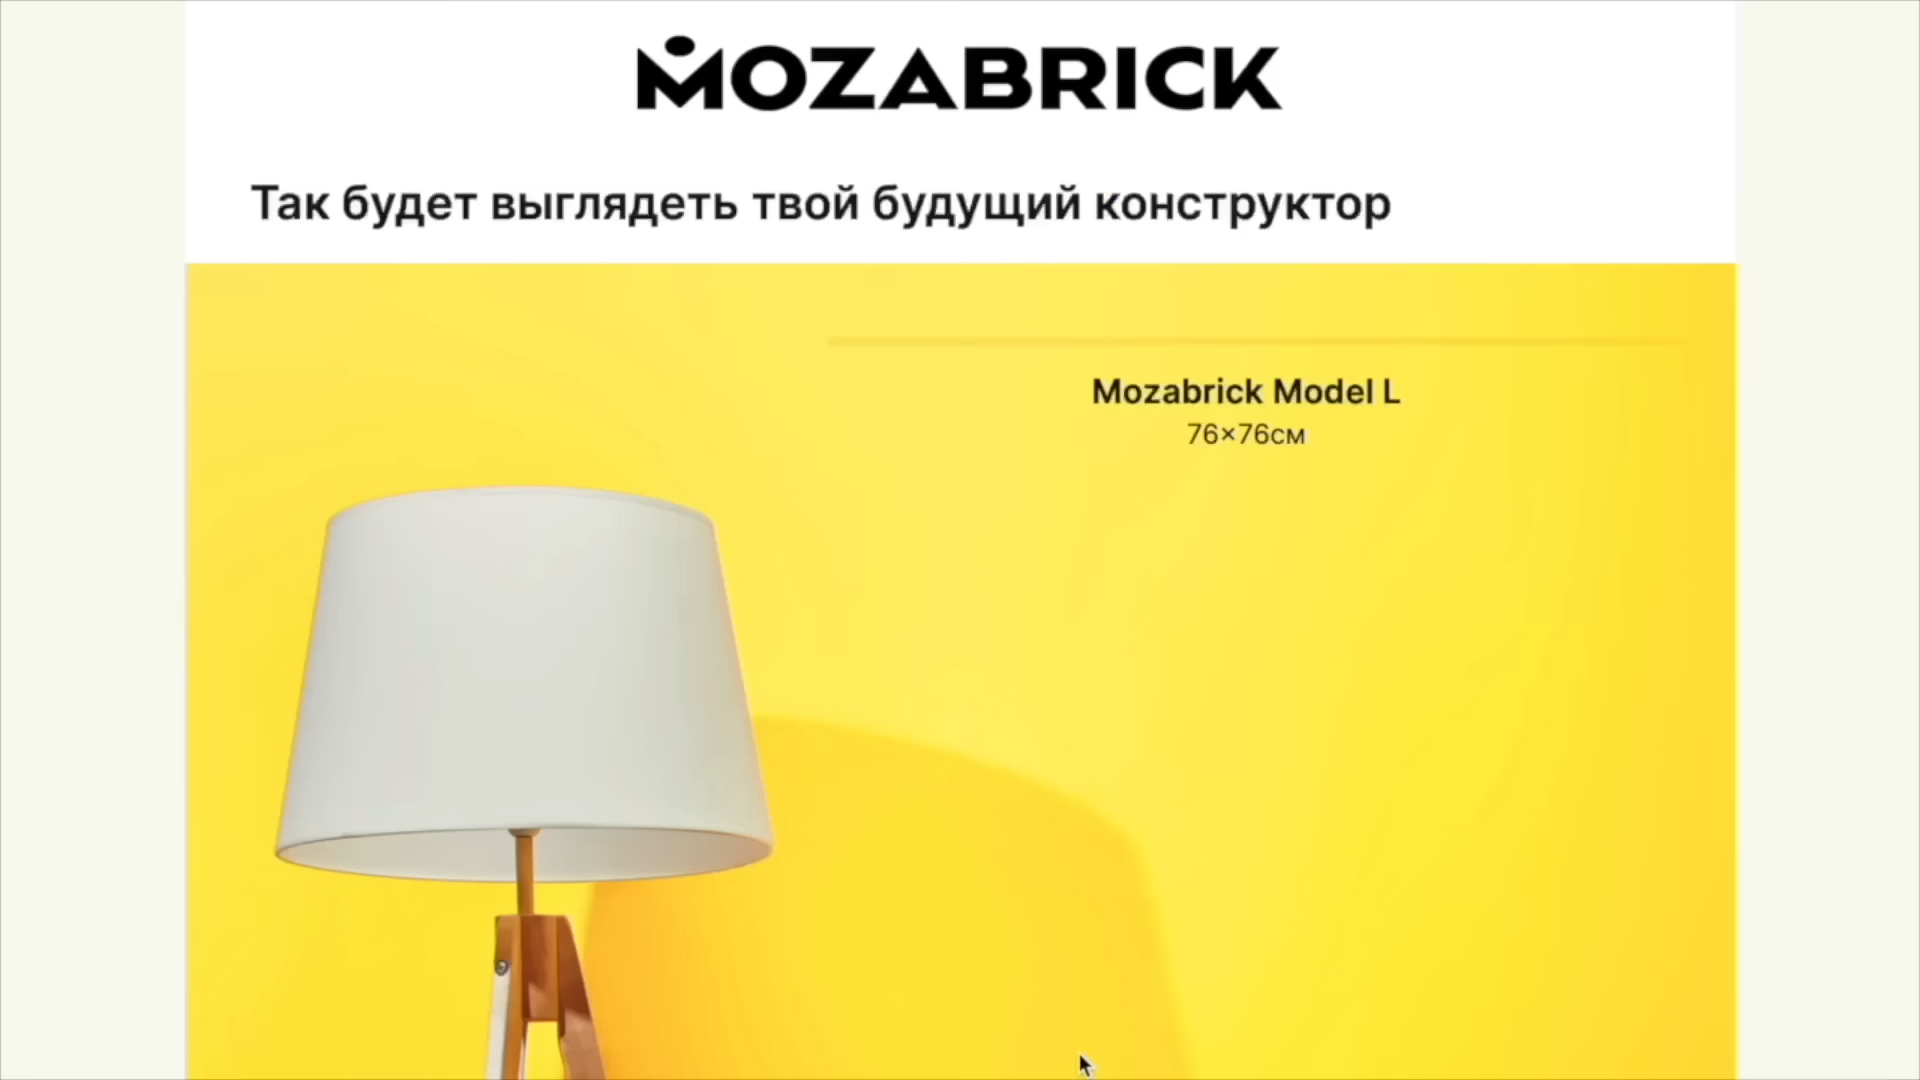 MOZABRICK
Так будет выглядеть твой будущий конструктор
Mozabrick Model L
76×76см